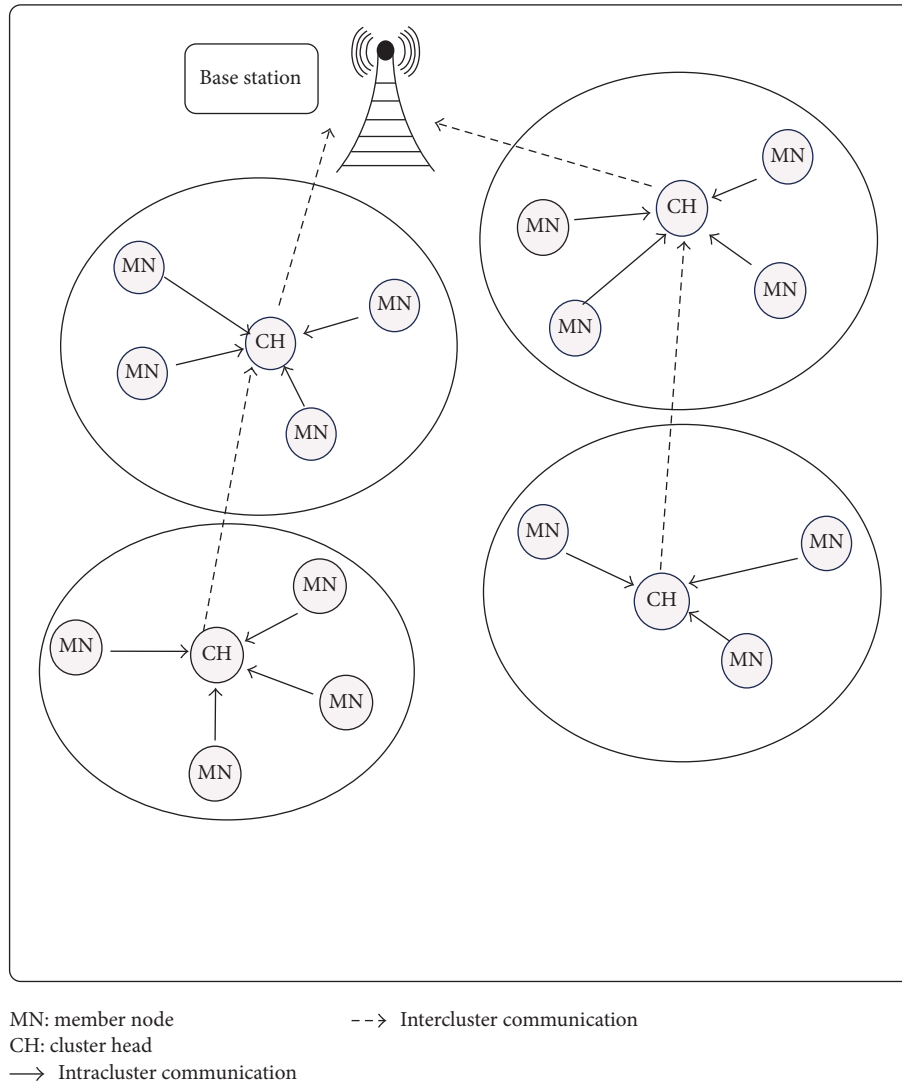 Base station
MN
CH
MN
MN
MN
MN
MN
CH
MN
MN
MN
MN
MN
CH
MN
MN
MN
CH
MN
MN
MN
MN: member node
CH: cluster head
Intracluster communication
Intercluster communication